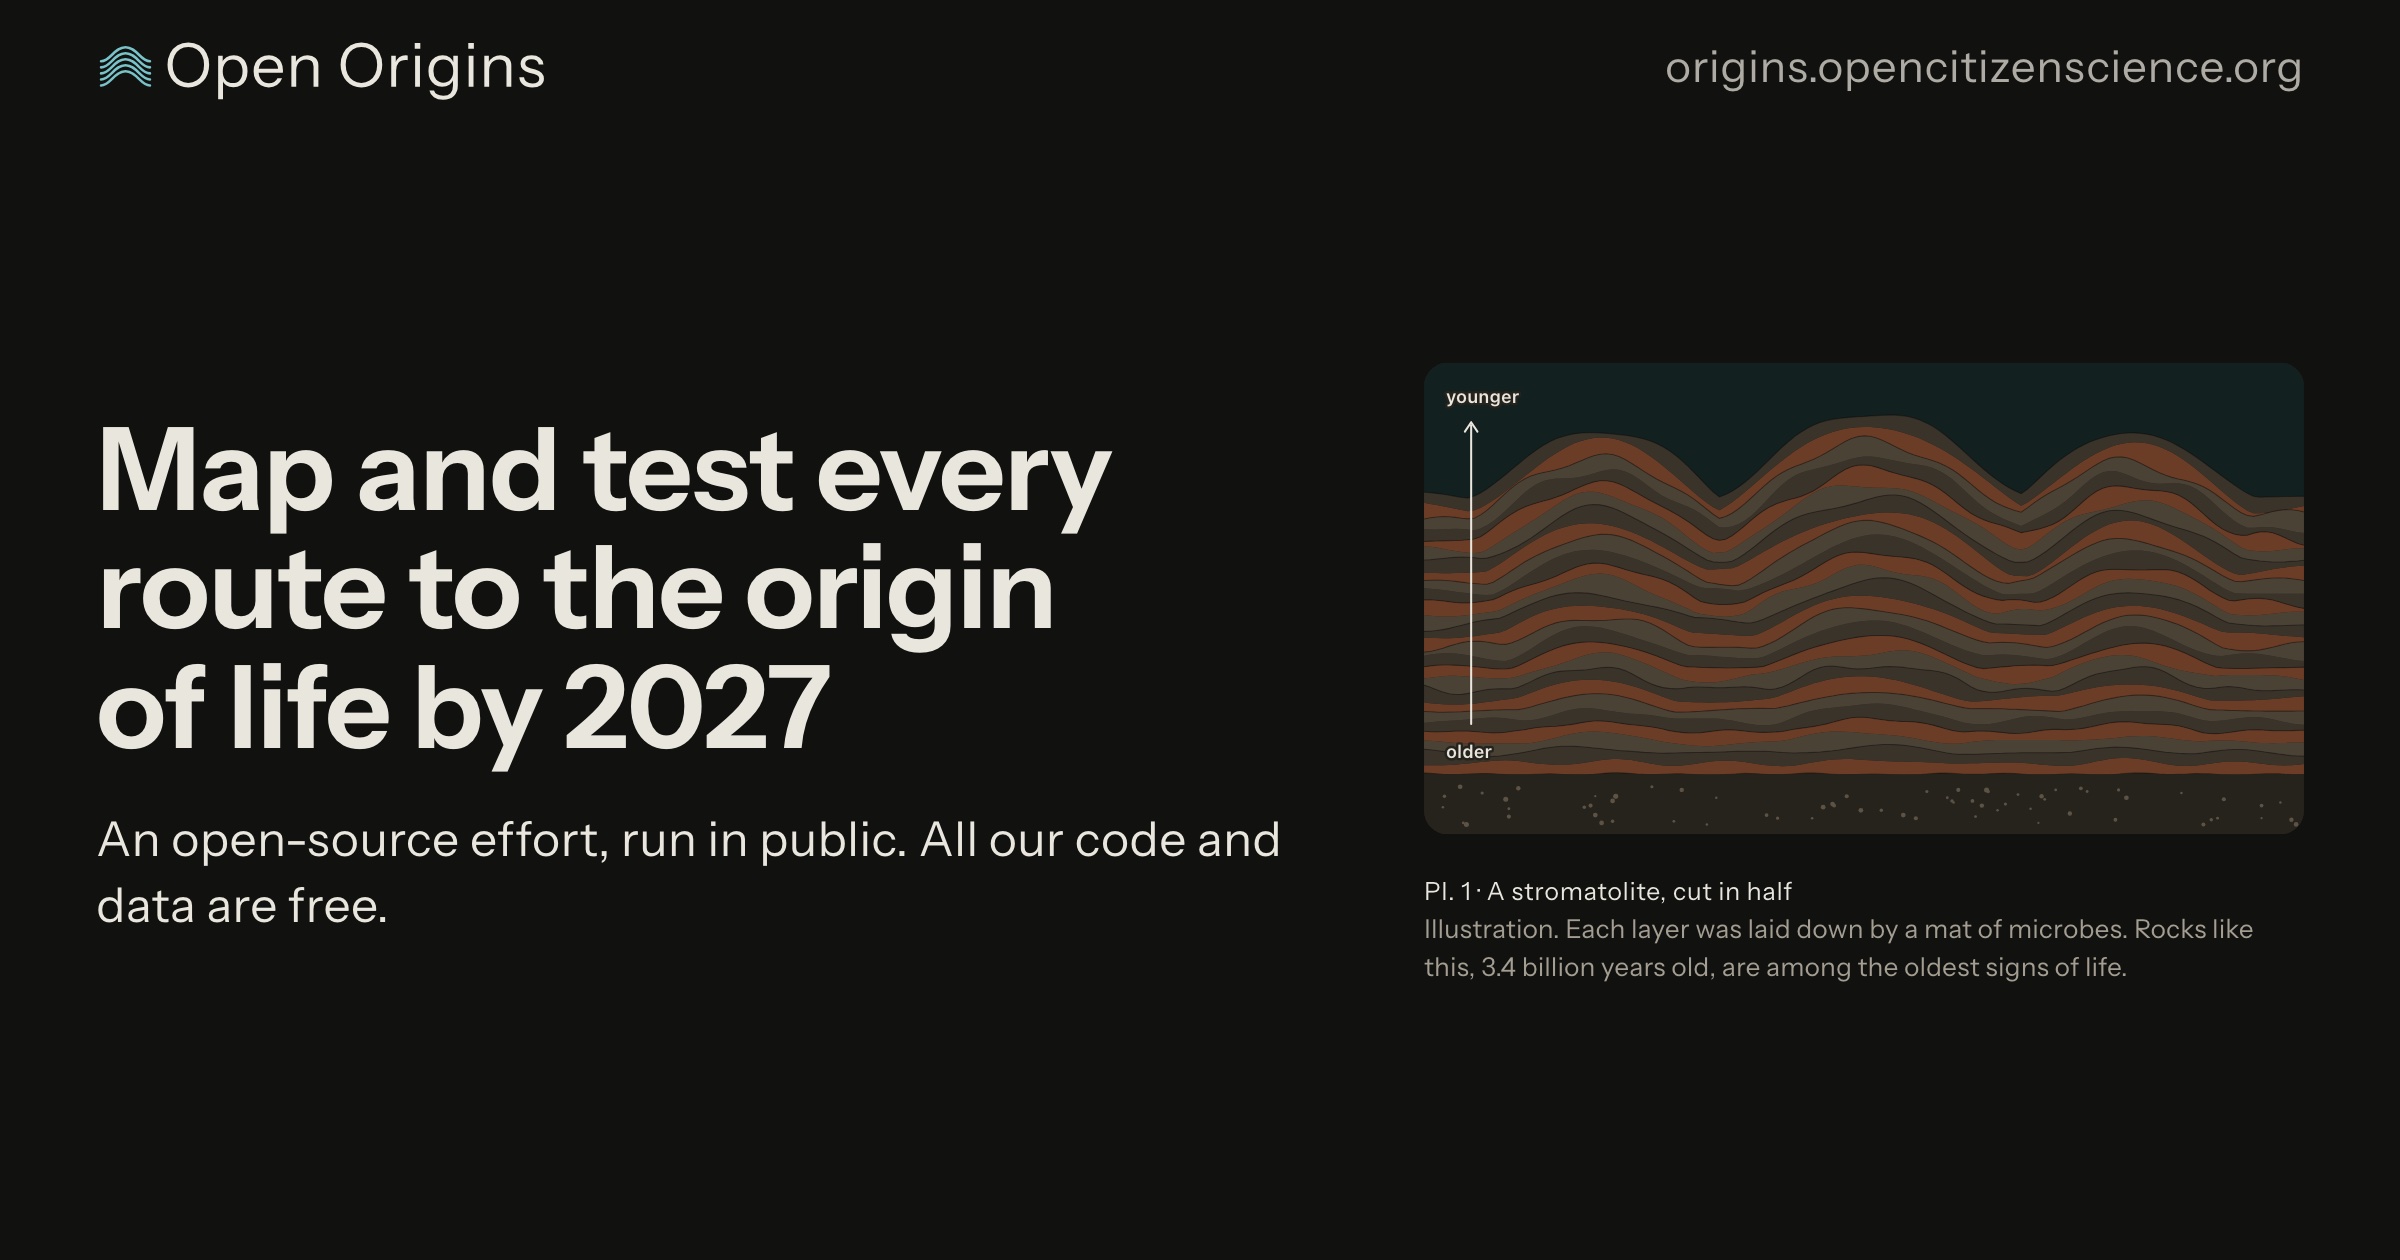 Open Origins
origins.opencitizenscience.org
Map and test every
route to the origin
of life by 2027
An open-source effort, run in public. All our code and
data are free.
younger
older
Pl. 1 · A stromatolite, cut in half
Illustration. Each layer was laid down by a mat of microbes. Rocks like
this, 3.4 billion years old, are among the oldest signs of life.